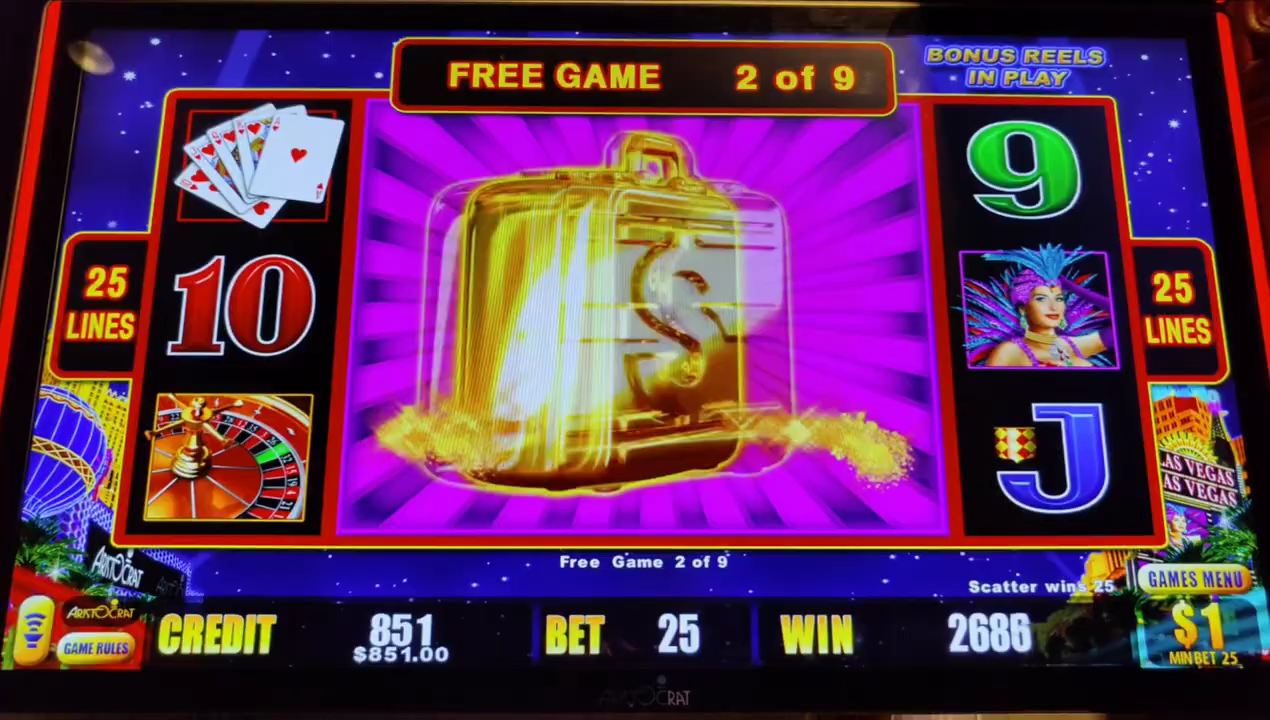 FREE GAME 2 of 9
BONUS REELS
IN PLAY
9
10
25
LINES
25
LINES
J
LAS VEGAS
LAS VEGAS
Free Game 2 of 9
Scatter wins 25
ARISTOCRAT
ARISTOCRAT
GAME RULES
CREDIT 851
$851.00
BET 25
WIN 2686
GAMES MENU
$1
MIN BET 25
ARISTOCRAT